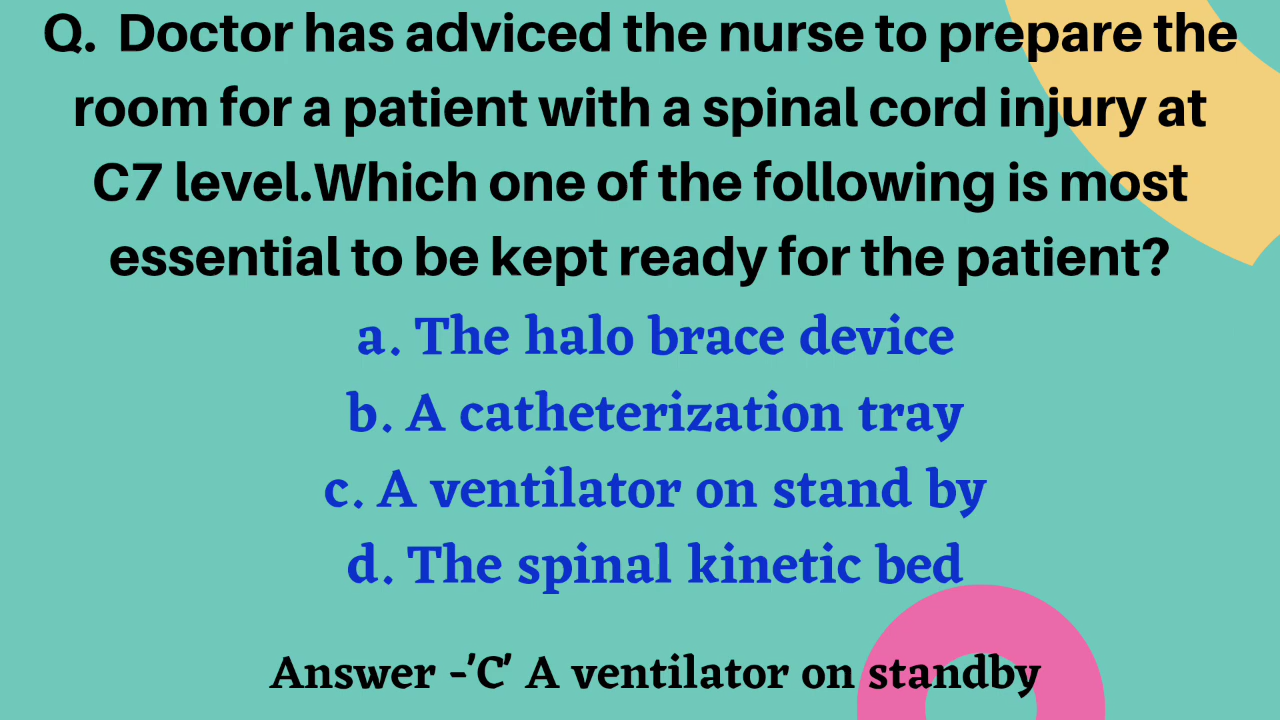 Q. Doctor has adviced the nurse to prepare the
room for a patient with a spinal cord injury at
C7 level.Which one of the following is most
essential to be kept ready for the patient?
a. The halo brace device
b. A catheterization tray
c. A ventilator on stand by
d. The spinal kinetic bed
Answer -'C' A ventilator on standby